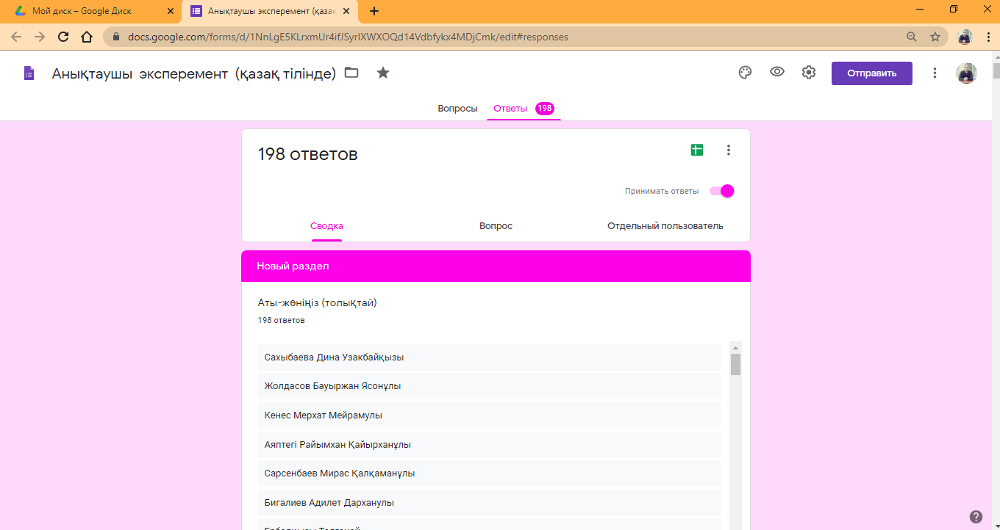 Мой диск – Google Диск
Анықтаушы эксперемент (қазақ
docs.google.com/forms/d/1NnLgE5KLrxmUr4ifJSyrIXWXOQd14Vdbfykx4MDjCmk/edit#responses
Анықтаушы эксперемент (қазақ тілінде)
Отправить
Вопросы Ответы 198
198 ответов
Принимать ответы
Сводка Вопрос Отдельный пользователь
Новый раздел
Аты-жөніңіз (толықтай)
198 ответов
Сахыбаева Дина Узакбайқызы
Жолдасов Бауыржан Ясонұлы
Кенес Мерхат Мейрамулы
Аяптегі Райымхан Қайырханұлы
Сарсенбаев Мирас Қалқаманұлы
Бигалиев Адилет Дарханулы